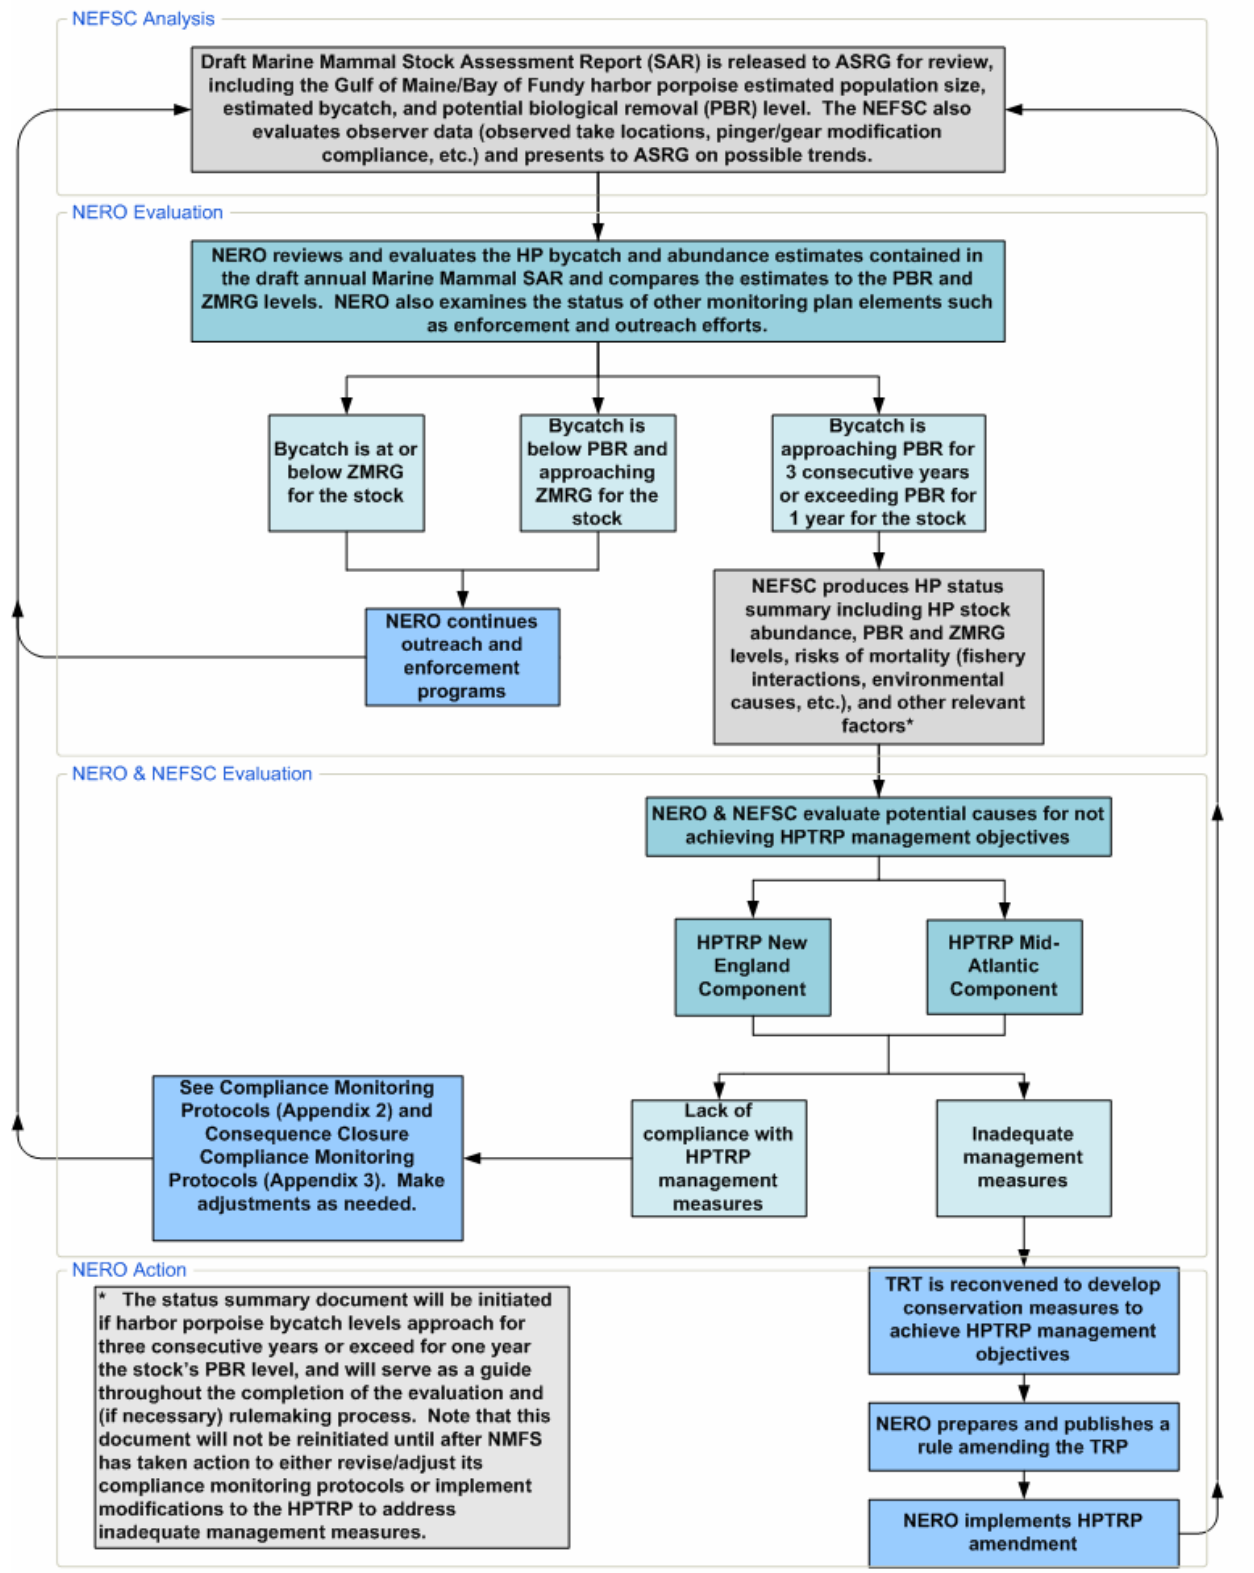 NEFSC Analysis
Draft Marine Mammal Stock Assessment Report (SAR) is released to ASRG for review,
including the Gulf of Maine/Bay of Fundy harbor porpoise estimated population size,
estimated bycatch, and potential biological removal (PBR) level. The NEFSC also
evaluates observer data (observed take locations, pinger/gear modification
compliance, etc.) and presents to ASRG on possible trends.
NERO Evaluation
NERO reviews and evaluates the HP bycatch and abundance estimates contained in
the draft annual Marine Mammal SAR and compares the estimates to the PBR and
ZMRG levels. NERO also examines the status of other monitoring plan elements such
as enforcement and outreach efforts.
Bycatch is at or
below ZMRG
for the stock
Bycatch is
below PBR and
approaching
ZMRG for the
stock
Bycatch is
approaching PBR for
3 consecutive years
or exceeding PBR for
1 year for the stock
NERO continues
outreach and
enforcement
programs
NEFSC produces HP status
summary including HP stock
abundance, PBR and ZMRG
levels, risks of mortality (fishery
interactions, environmental
causes, etc.), and other relevant
factors*
NERO & NEFSC Evaluation
NERO & NEFSC evaluate potential causes for not
achieving HPTRP management objectives
HPTRP New
England
Component
HPTRP Mid-
Atlantic
Component
See Compliance Monitoring
Protocols (Appendix 2) and
Consequence Closure
Compliance Monitoring
Protocols (Appendix 3). Make
adjustments as needed.
Lack of
compliance with
HPTRP
management
measures
Inadequate
management
measures
NERO Action
* The status summary document will be initiated
if harbor porpoise bycatch levels approach for
three consecutive years or exceed for one year
the stock's PBR level, and will serve as a guide
throughout the completion of the evaluation and
(if necessary) rulemaking process. Note that this
document will not be reinitiated until after NMFS
has taken action to either revise/adjust its
compliance monitoring protocols or implement
modifications to the HPTRP to address
inadequate management measures.
TRT is reconvened to develop
conservation measures to
achieve HPTRP management
objectives
NERO prepares and publishes a
rule amending the TRP
NERO implements HPTRP
amendment